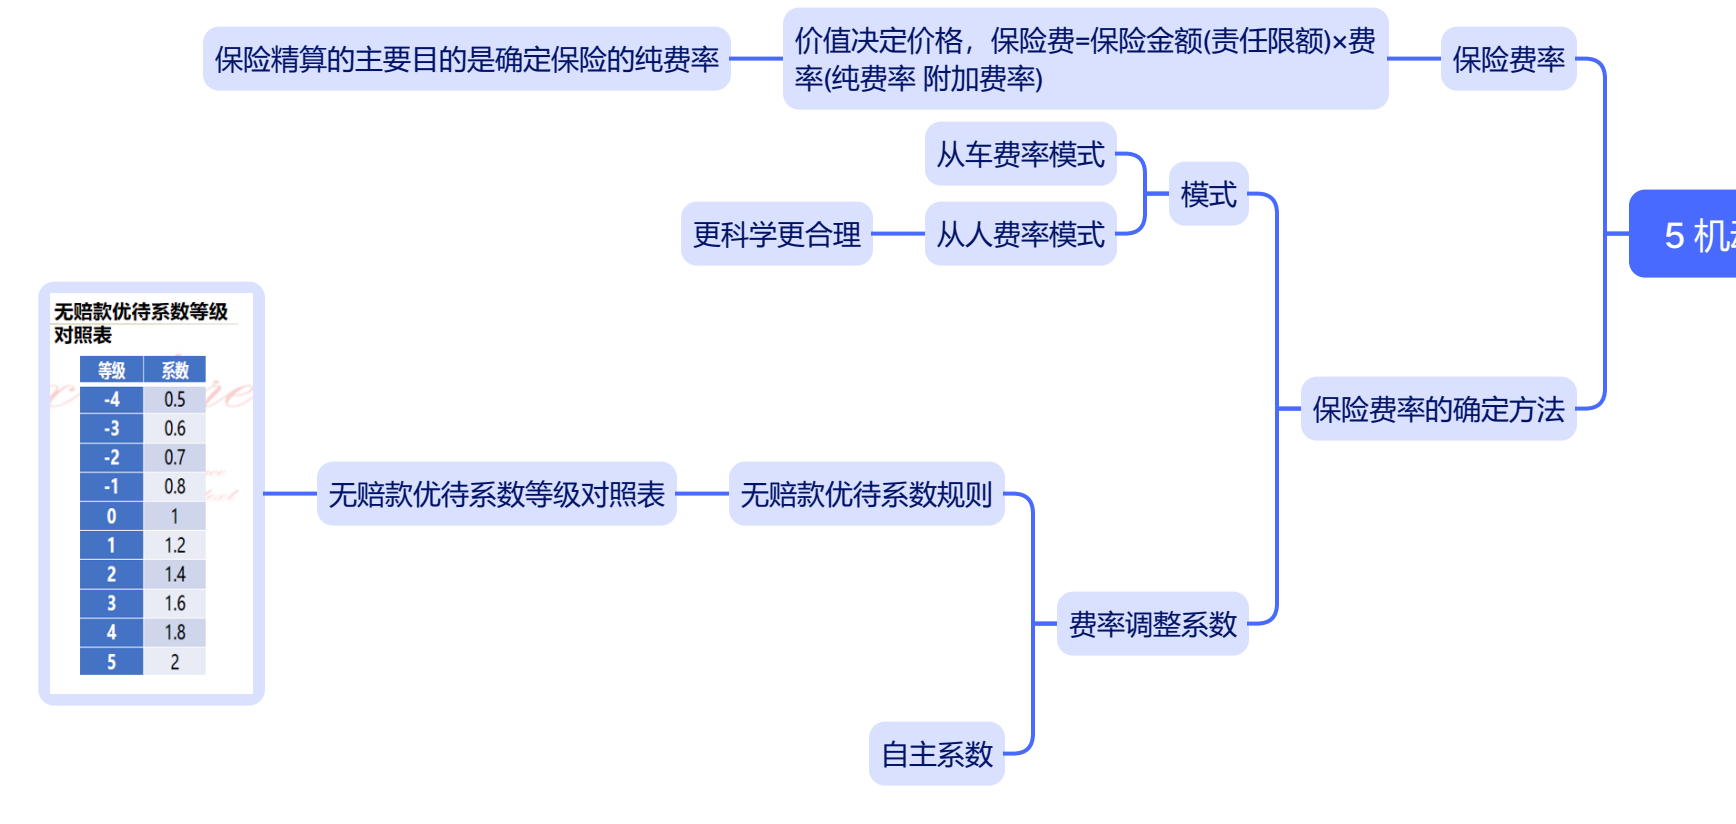 保险精算的主要目的是确定保险的纯费率
价值决定价格，保险费=保险金额(责任限额)×费
率(纯费率 附加费率)
保险费率
从车费率模式
模式
更科学更合理
从人费率模式
5 机
无赔款优待系数等级
对照表
等级 系数
-4 0.5
-3 0.6
-2 0.7
-1 0.8
0 1
1 1.2
2 1.4
3 1.6
4 1.8
5 2
保险费率的确定方法
无赔款优待系数等级对照表
无赔款优待系数规则
费率调整系数
自主系数